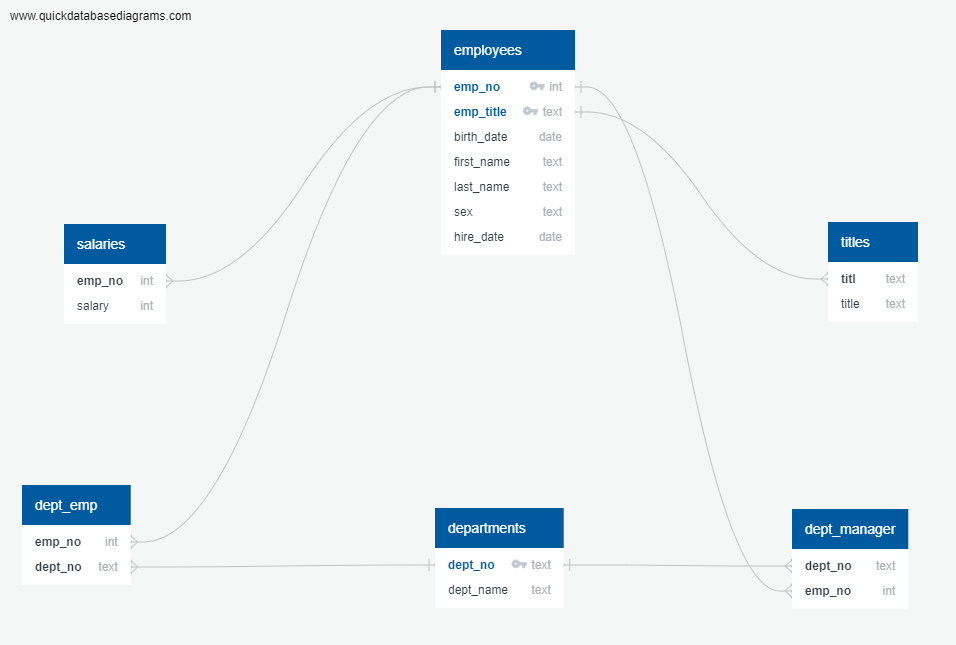 www.quickdatabasediagrams.com
employees
emp_no int
emp_title text
birth_date date
first_name text
last_name text
sex text
hire_date date
salaries
emp_no int
salary int
titles
titl text
title text
dept_emp
emp_no int
dept_no text
departments
dept_no text
dept_name text
dept_manager
dept_no text
emp_no int